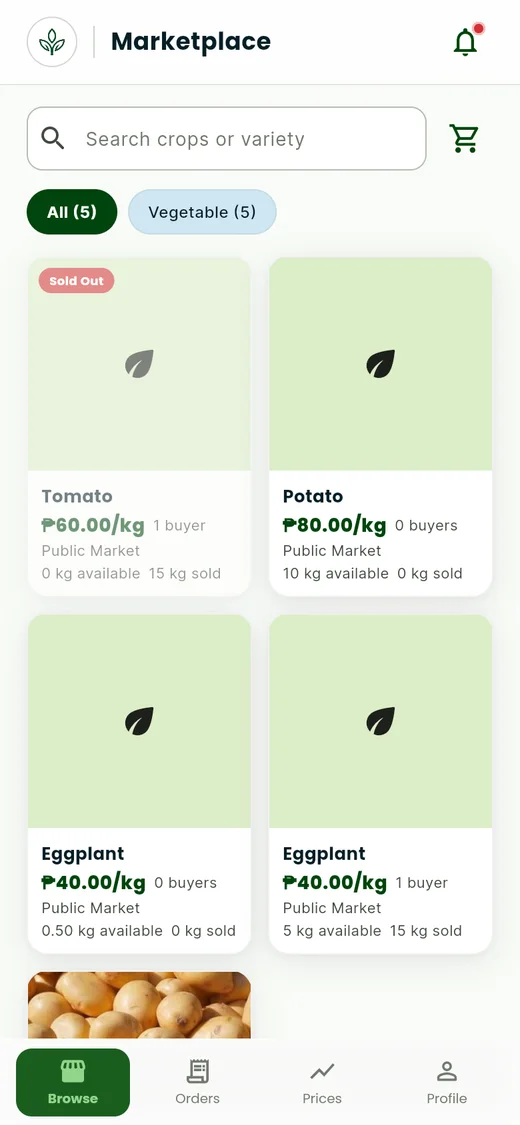 Marketplace
Search crops or variety
All (5)
Vegetable (5)
Sold Out
Tomato
₱60.00/kg 1 buyer
Public Market
0 kg available 15 kg sold
Potato
₱80.00/kg 0 buyers
Public Market
10 kg available 0 kg sold
Eggplant
₱40.00/kg 0 buyers
Public Market
0.50 kg available 0 kg sold
Eggplant
₱40.00/kg 1 buyer
Public Market
5 kg available 15 kg sold
Browse
Orders
Prices
Profile